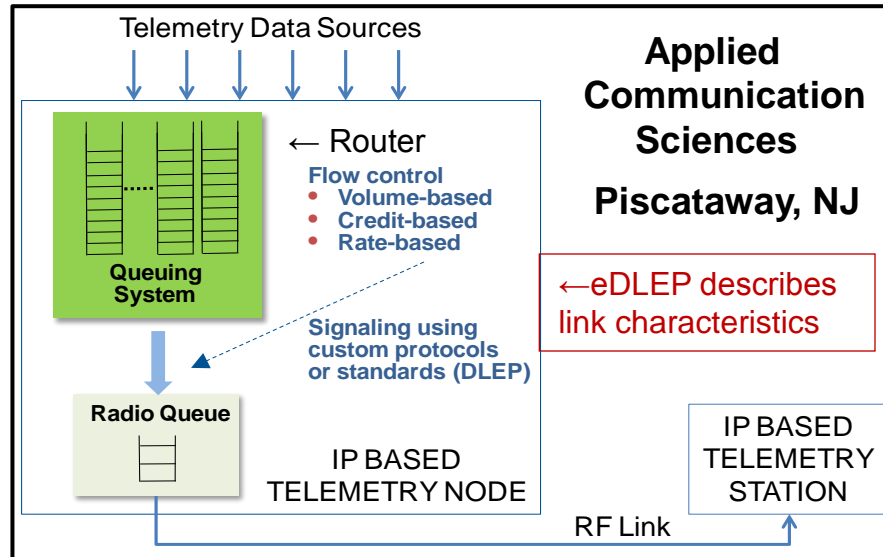 Telemetry Data Sources
Applied
Communication
Sciences
Piscataway, NJ
← Router
Flow control
• Volume-based
• Credit-based
• Rate-based
.....
Queuing
System
←eDLEP describes
link characteristics
Signaling using
custom protocols
or standards (DLEP)
Radio Queue
IP BASED
TELEMETRY NODE
IP BASED
TELEMETRY
STATION
RF Link